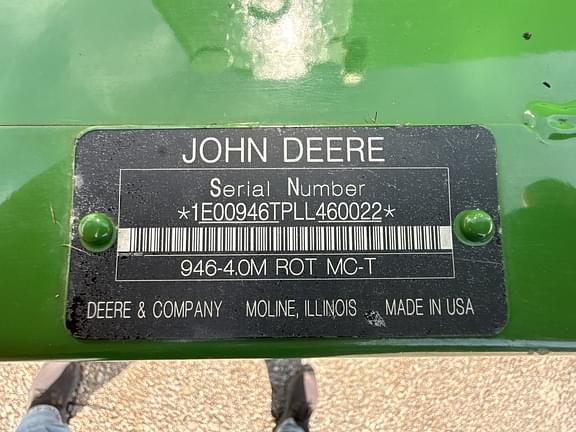 JOHN DEERE
Serial Number
*1E00946TPLL460022*
946-4.0M ROT MC-T
DEERE & COMPANY MOLINE, ILLINOIS MADE IN USA